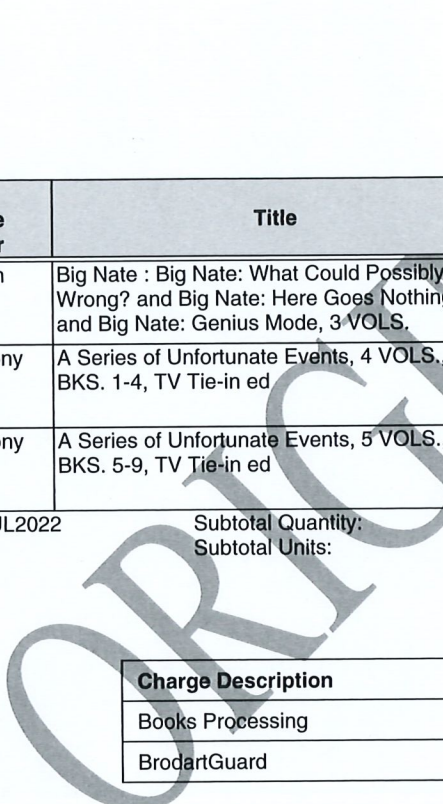 Title
Big Nate : Big Nate: What Could Possibly
Wrong? and Big Nate: Here Goes Nothing
and Big Nate: Genius Mode, 3 VOLS.
A Series of Unfortunate Events, 4 VOLS.,
BKS. 1-4, TV Tie-in ed
A Series of Unfortunate Events, 5 VOLS.
BKS. 5-9, TV Tie-in ed
UL2022 Subtotal Quantity:
Subtotal Units:
Charge Description
Books Processing
BrodartGuard
ORIG